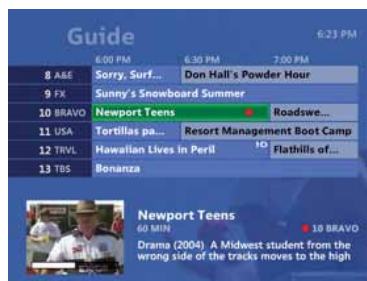 Guide 6:23 PM
6:00 PM 6:30 PM 7:00 PM
8 A&E Sorry, Surf... Don Hall's Powder Hour
9 FX Sunny's Snowboard Summer
10 BRAVO Newport Teens Roadswe...
11 USA Tortillas pa... Resort Management Boot Camp
12 TRVL Hawaiian Lives in Peril Flathills of...
13 TBS Bonanza
Newport Teens
60 MIN 10 BRAVO
Drama (2004) A Midwest student from the
wrong side of the tracks moves to the high